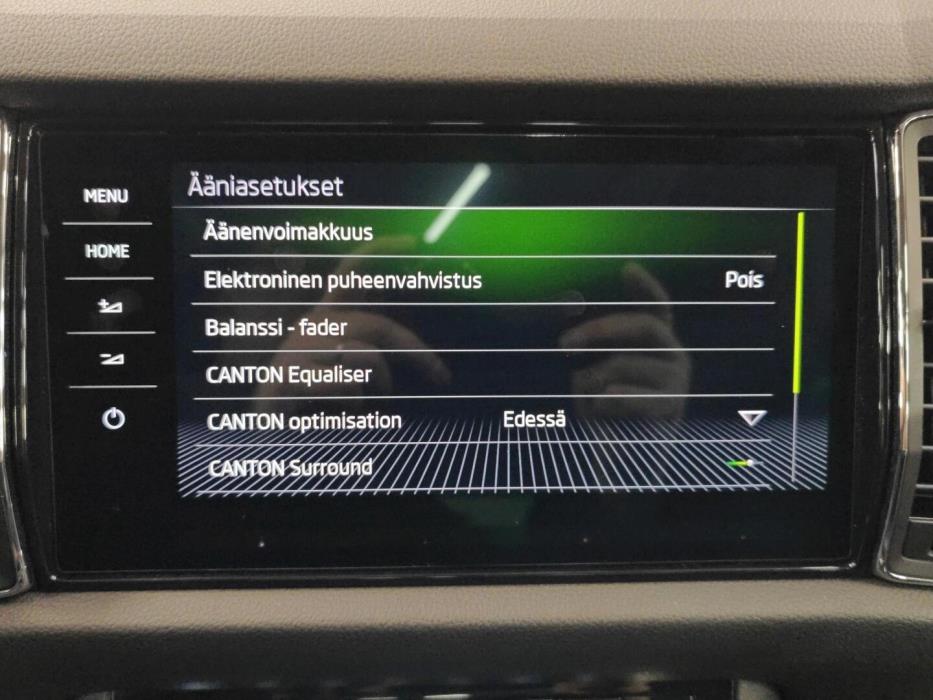 MENU
HOME
Ääniasetukset
Äänenvoimakkuus
Elektroninen puheenvahvistus Pois
Balanssi - fader
CANTON Equaliser
CANTON optimisation Edessä
CANTON Surround